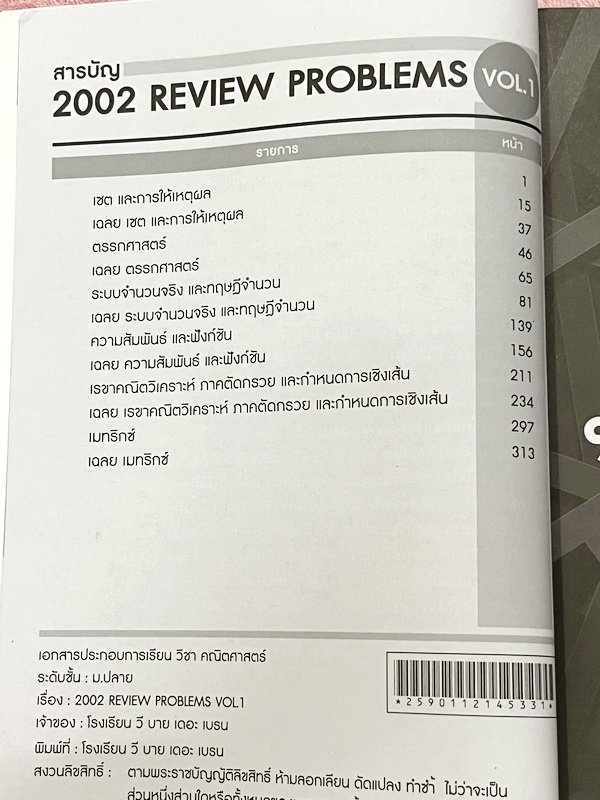 สารบัญ
2002 REVIEW PROBLEMS VOL.1
รายการ หน้า
เซต และการให้เหตุผล 1
เฉลย เซต และการให้เหตุผล 15
ตรรกศาสตร์ 37
เฉลย ตรรกศาสตร์ 46
ระบบจำนวนจริง และทฤษฎีจำนวน 65
เฉลย ระบบจำนวนจริง และทฤษฎีจำนวน 81
ความสัมพันธ์ และฟังก์ชัน 139
เฉลย ความสัมพันธ์ และฟังก์ชัน 156
เรขาคณิตวิเคราะห์ ภาคตัดกรวย และกำหนดการเชิงเส้น 211
เฉลย เรขาคณิตวิเคราะห์ ภาคตัดกรวย และกำหนดการเชิงเส้น 234
เมทริกซ์ 297
เฉลย เมทริกซ์ 313
เอกสารประกอบการเรียน วิชา คณิตศาสตร์
ระดับชั้น : ม.ปลาย
เรื่อง : 2002 REVIEW PROBLEMS VOL.1
เจ้าของ : โรงเรียน วี บาย เดอะ เบรน
พิมพ์ที่ : โรงเรียน วี บาย เดอะ เบรน
สงวนลิขสิทธิ์ : ตามพระราชบัญญัติลิขสิทธิ์ ห้ามลอกเลียน ดัดแปลง ทำซ้ำ ไม่ว่าจะเป็น
*2590112145331*